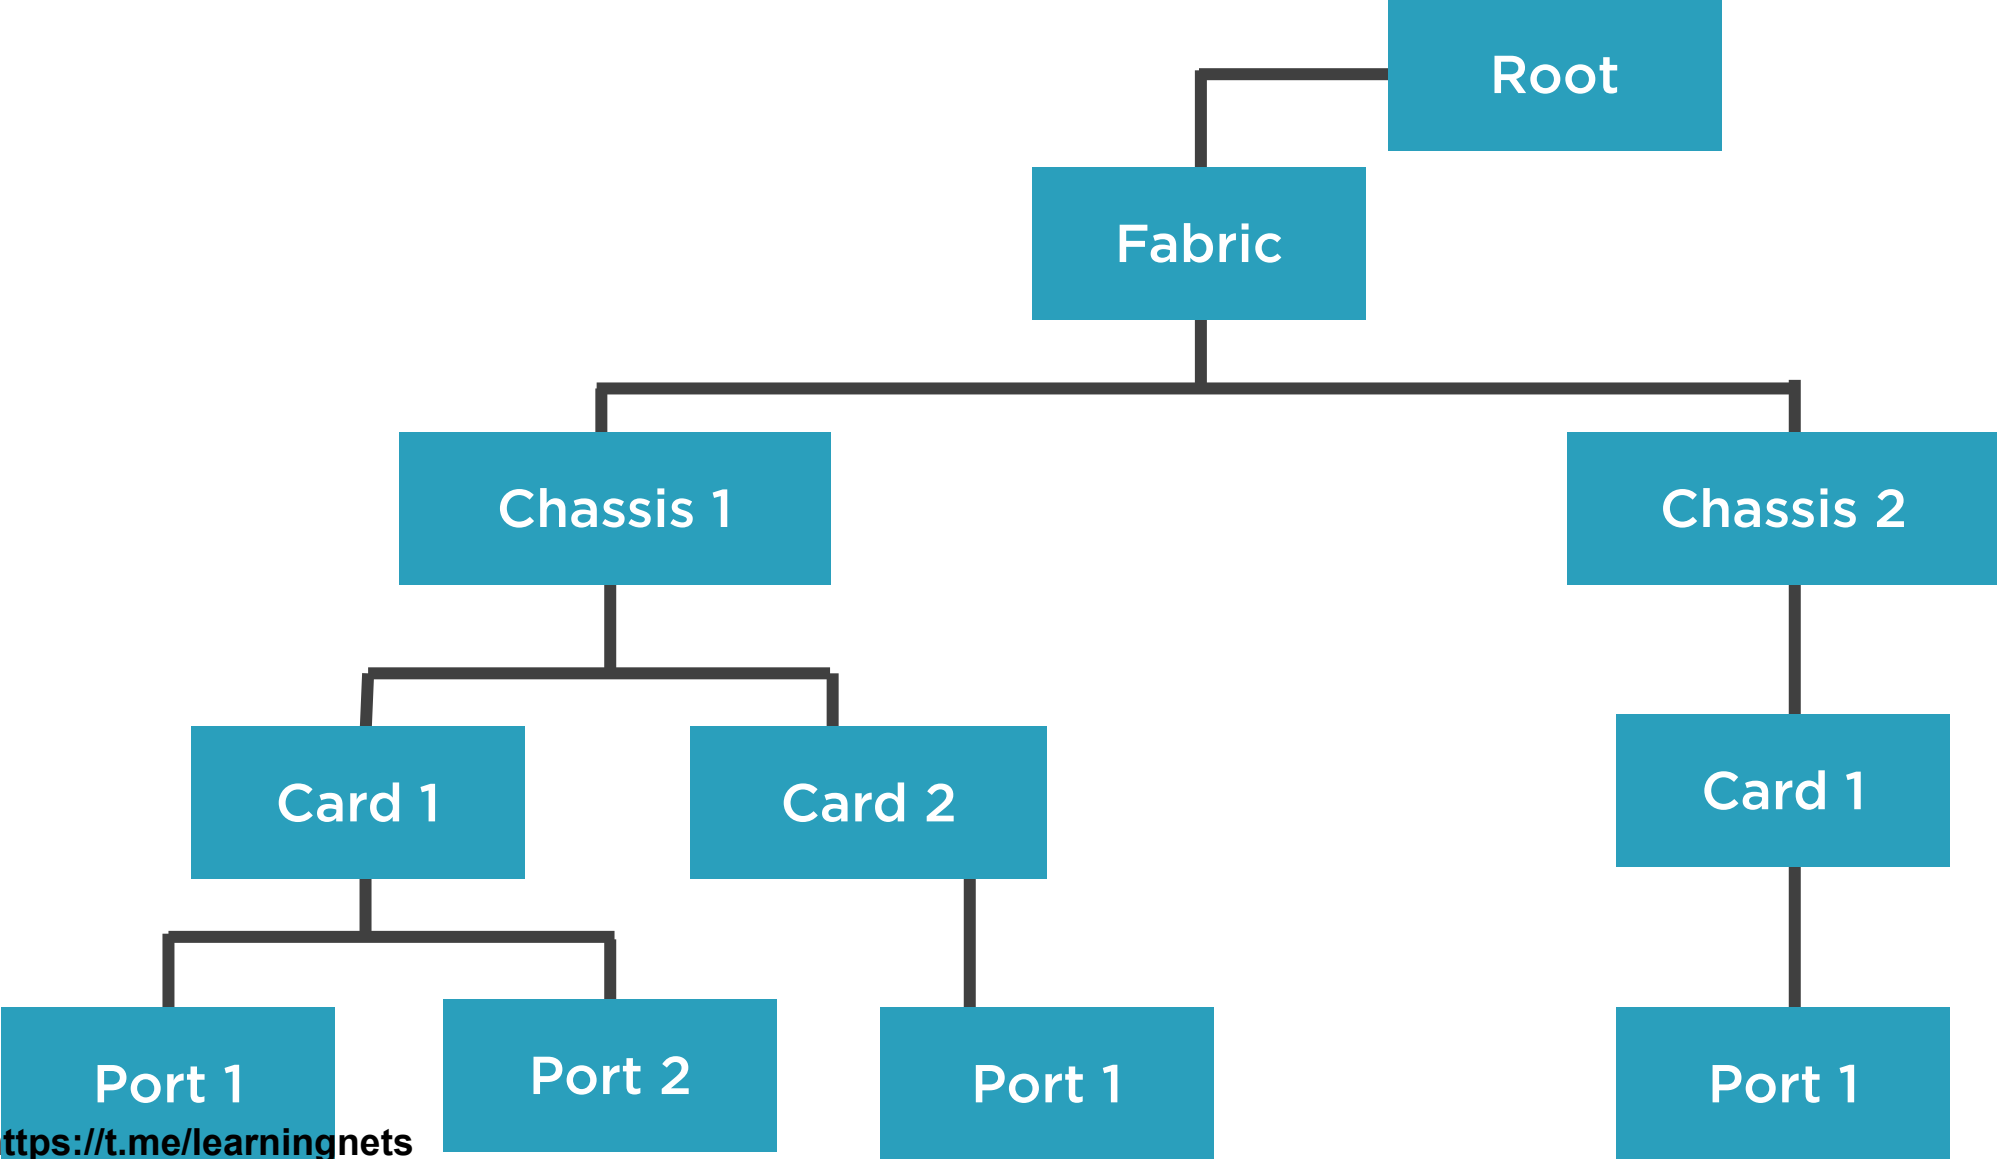 Root
Fabric
Chassis 1
Chassis 2
Card 1
Card 2
Card 1
Port 1
Port 2
Port 1
Port 1
ttps://t.me/learningnets